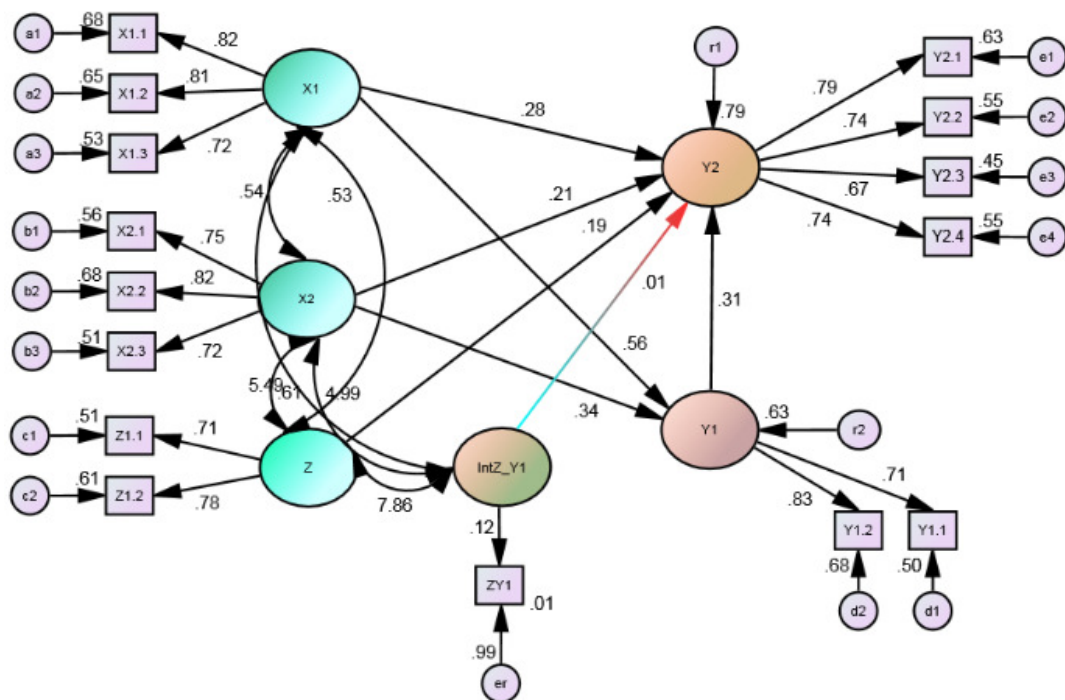 a1 .68 X1.1 .82
a2 .65 X1.2 .81
a3 .53 X1.3 .72
X1
r1
.79
Y2
.79 Y2.1 .63 e1
.74 Y2.2 .55 e2
.67 Y2.3 .45 e3
.74 Y2.4 .55 e4
.28
.54 .53
.21
.19
.01
.31
b1 .56 X2.1 .75
b2 .68 X2.2 .82
b3 .51 X2.3 .72
X2
.56
.34
5.49 .61 4.99
c1 .51 Z1.1 .71
c2 .61 Z1.2 .78
Z
IntZ_Y1
7.86
Y1 .63 r2
.83 .71
Y1.2 Y1.1
.68 .50
d2 d1
.12
ZY1 .01
.99
er